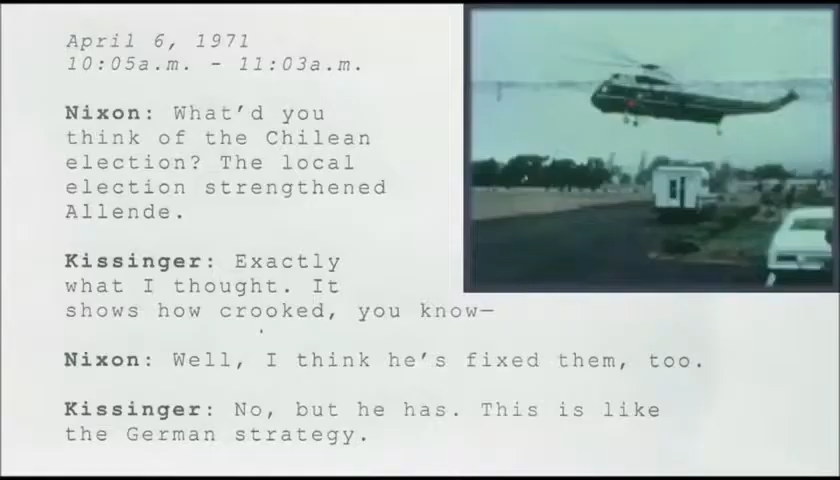 April 6, 1971
10:05a.m. - 11:03a.m.
Nixon: What'd you
think of the Chilean
election? The local
election strengthened
Allende.
Kissinger: Exactly
what I thought. It
shows how crooked, you know—
Nixon: Well, I think he's fixed them, too.
Kissinger: No, but he has. This is like
the German strategy.